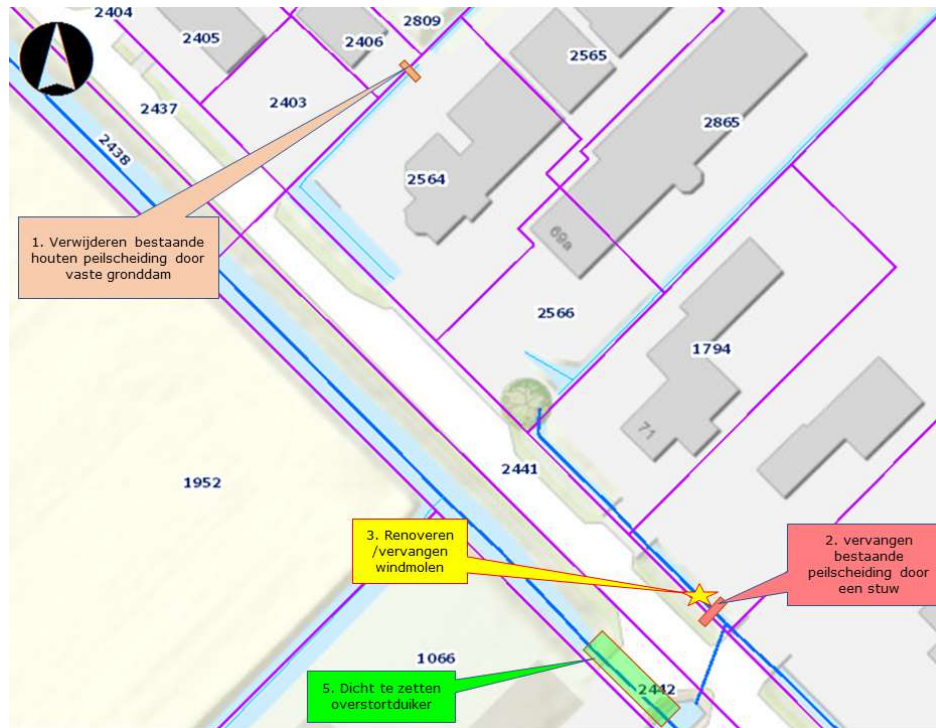 2404
2405
2406
2809
2565
2437
2403
2865
2438
2564
1. Verwijderen bestaande
houten peilscheiding door
vaste gronddam
69a
2566
1794
71
2441
1952
3. Renoveren
/vervangen
windmolen
2. vervangen
bestaande
peilscheiding door
een stuw
1066
5. Dicht te zetten
overstortduiker
2442